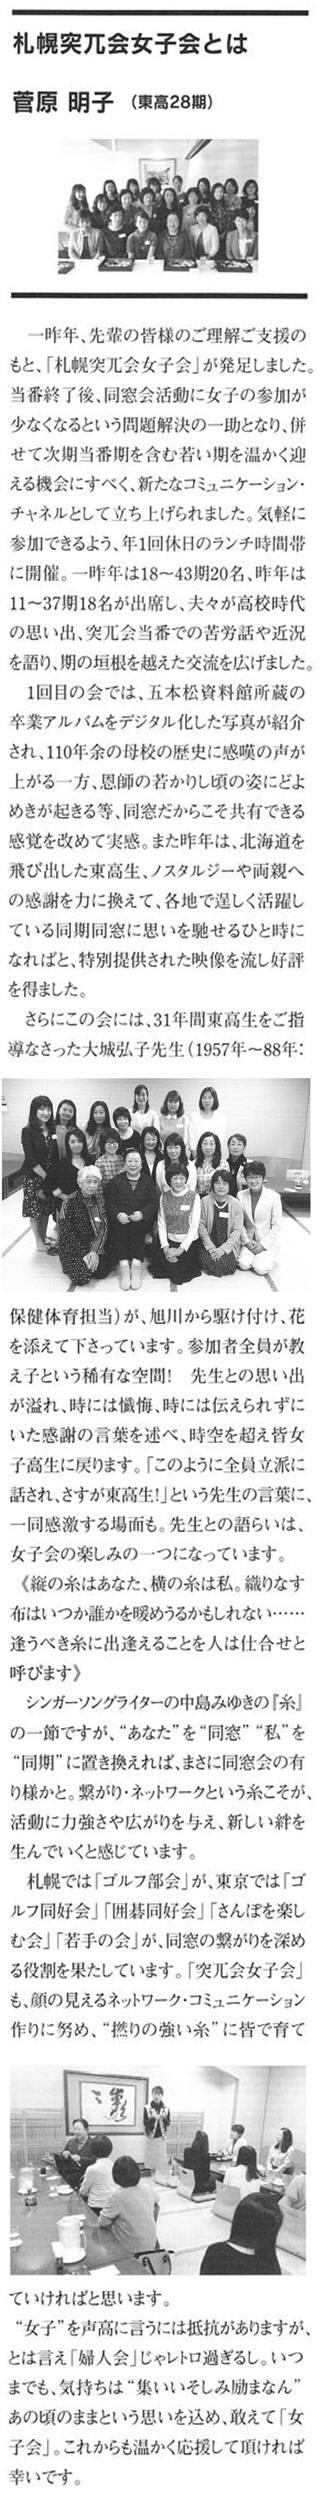 札幌突兀会女子会とは
菅原 明子 （東高28期）
一昨年、先輩の皆様のご理解ご支援の
もと、「札幌突兀会女子会」が発足しました。
当番終了後、同窓会活動に女子の参加が
少なくなるという問題解決の一助となり、併
せて次期当番期を含む若い期を温かく迎
える機会にすべく、新たなコミュニケーション・
チャネルとして立ち上げられました。気軽に
参加できるよう、年1回休日のランチ時間帯
に開催。一昨年は18〜43期20名、昨年は
11〜37期18名が出席し、夫々が高校時代
の思い出、突兀会当番での苦労話や近況
を語り、期の垣根を越えた交流を広げました。
1回目の会では、五本松資料館所蔵の
卒業アルバムをデジタル化した写真が紹介
され、110年余の母校の歴史に感嘆の声が
上がる一方、恩師の若かりし頃の姿にどよ
めきが起きる等、同窓だからこそ共有できる
感覚を改めて実感。また昨年は、北海道を
飛び出した東高生、ノスタルジーや両親へ
の感謝を力に換えて、各地で逞しく活躍し
ている同期同窓に思いを馳せるひと時に
なればと、特別提供された映像を流し好評
を得ました。
さらにこの会には、31年間東高生をご指
導なさった大城弘子先生（1957年〜88年：
保健体育担当）が、旭川から駆け付け、花
を添えて下さっています。参加者全員が教
え子という稀有な空間！　先生との思い出
が溢れ、時には懺悔、時には伝えられずに
いた感謝の言葉を述べ、時空を超え皆女
子高生に戻ります。「このように全員立派に
話され、さすが東高生！」という先生の言葉に、
一同感激する場面も。先生との語らいは、
女子会の楽しみの一つになっています。
《縦の糸はあなた、横の糸は私。織りなす
布はいつか誰かを暖めうるかもしれない……
逢うべき糸に出逢えることを人は仕合せと
呼びます》
シンガーソングライターの中島みゆきの『糸』
の一節ですが、“あなた”を“同窓”“私”を
“同期”に置き換えれば、まさに同窓会の有
り様かと。繋がり・ネットワークという糸こそが、
活動に力強さや広がりを与え、新しい絆を
生んでいくと感じています。
札幌では「ゴルフ部会」が、東京では「ゴ
ルフ同好会」「囲碁同好会」「さんぽを楽し
む会」「若手の会」が、同窓の繋がりを深め
る役割を果たしています。「突兀会女子会」
も、顔の見えるネットワーク・コミュニケーション
作りに努め、“撚りの強い糸”に皆で育て
ていければと思います。
“女子”を声高に言うには抵抗がありますが、
とは言え「婦人会」じゃレトロ過ぎるし。いつ
までも、気持ちは“集いいそしみ励まなん”
あの頃のままという思いを込め、敢えて「女
子会」。これからも温かく応援して頂ければ
幸いです。